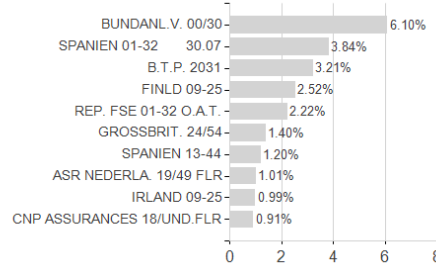 BUNDANL.V. 00/30 6.10%
SPANIEN 01-32 30.07 3.84%
B.T.P. 2031 3.21%
FINLD 09-25 2.52%
REP. FSE 01-32 O.A.T. 2.22%
GROSSBRIT. 24/54 1.40%
SPANIEN 13-44 1.20%
ASR NEDERLA. 19/49 FLR 1.01%
IRLAND 09-25 0.99%
CNP ASSURANCES 18/UND.FLR 0.91%
0 2 4 6 8